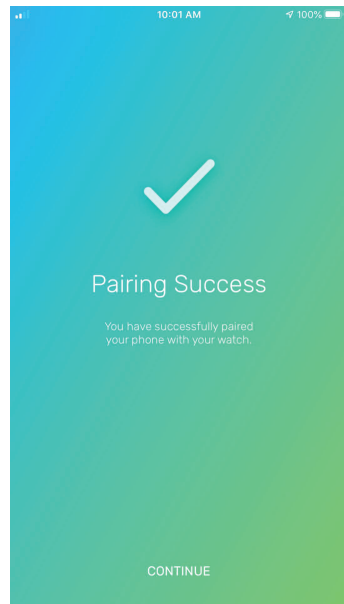 10:01 AM 100%
Pairing Success
You have successfully paired
your phone with your watch.
CONTINUE